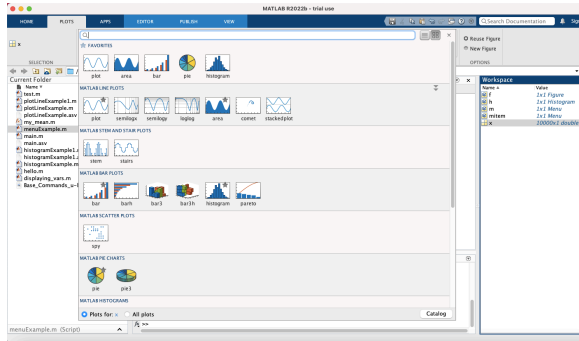 MATLAB R2022b - trial use
HOME PLOTS APPS EDITOR PUBLISH VIEW
Search Documentation
x
SELECTION
Reuse Figure
New Figure
OPTIONS
FAVORITES
plot area bar pie histogram
MATLAB LINE PLOTS
plot semilogx semilogy loglog area comet stackedplot
MATLAB STEM AND STAIR PLOTS
stem stairs
MATLAB BAR PLOTS
bar barh bar3 bar3h histogram pareto
MATLAB SCATTER PLOTS
spy
MATLAB PIE CHARTS
pie pie3
MATLAB HISTOGRAMS
Plots for: x All plots
Catalog
Current Folder
Name
test.m
plotLineExample1.m
plotLineExample.m
plotLineExample.asv
my_mean.m
menuExample.m
main.m
main.asv
histogramExample1.
histogramExample1.
histogramExample.m
hello.m
displaying_vars.m
menuExample.m (Script)
fx >>
Workspace
Name Value
f 1x1 Figure
h 1x1 Histogram
m 1x1 Menu
mitem 1x1 Menu
x 10000x1 double